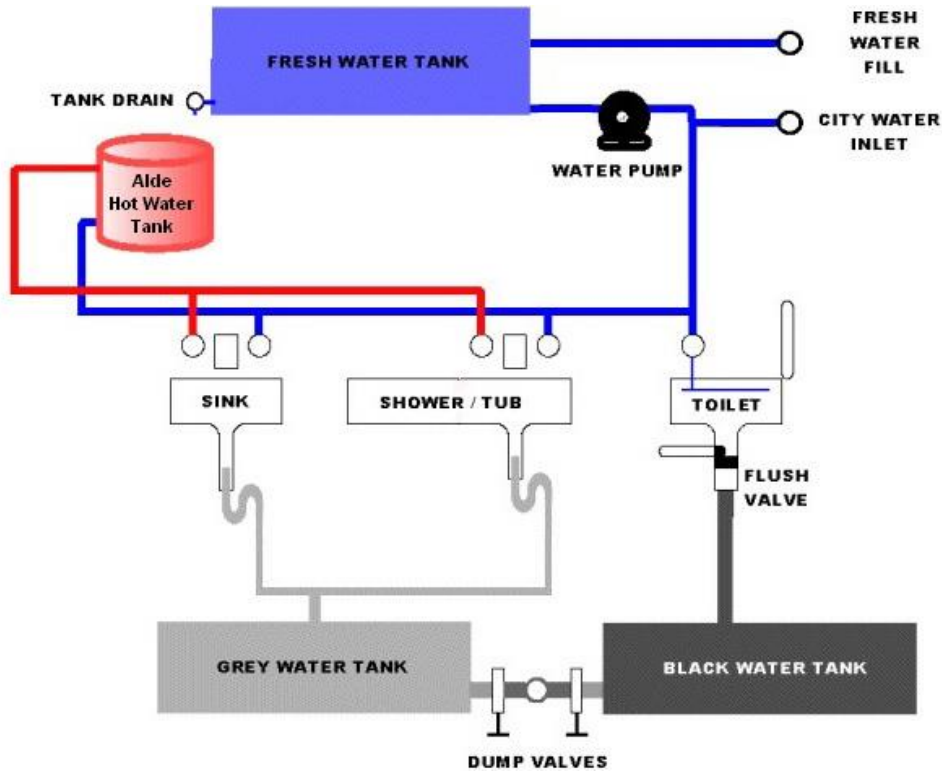 FRESH
WATER
FILL
FRESH WATER TANK
TANK DRAIN
CITY WATER
INLET
WATER PUMP
Alde
Hot Water
Tank
SINK
SHOWER / TUB
TOILET
FLUSH
VALVE
GREY WATER TANK
BLACK WATER TANK
DUMP VALVES